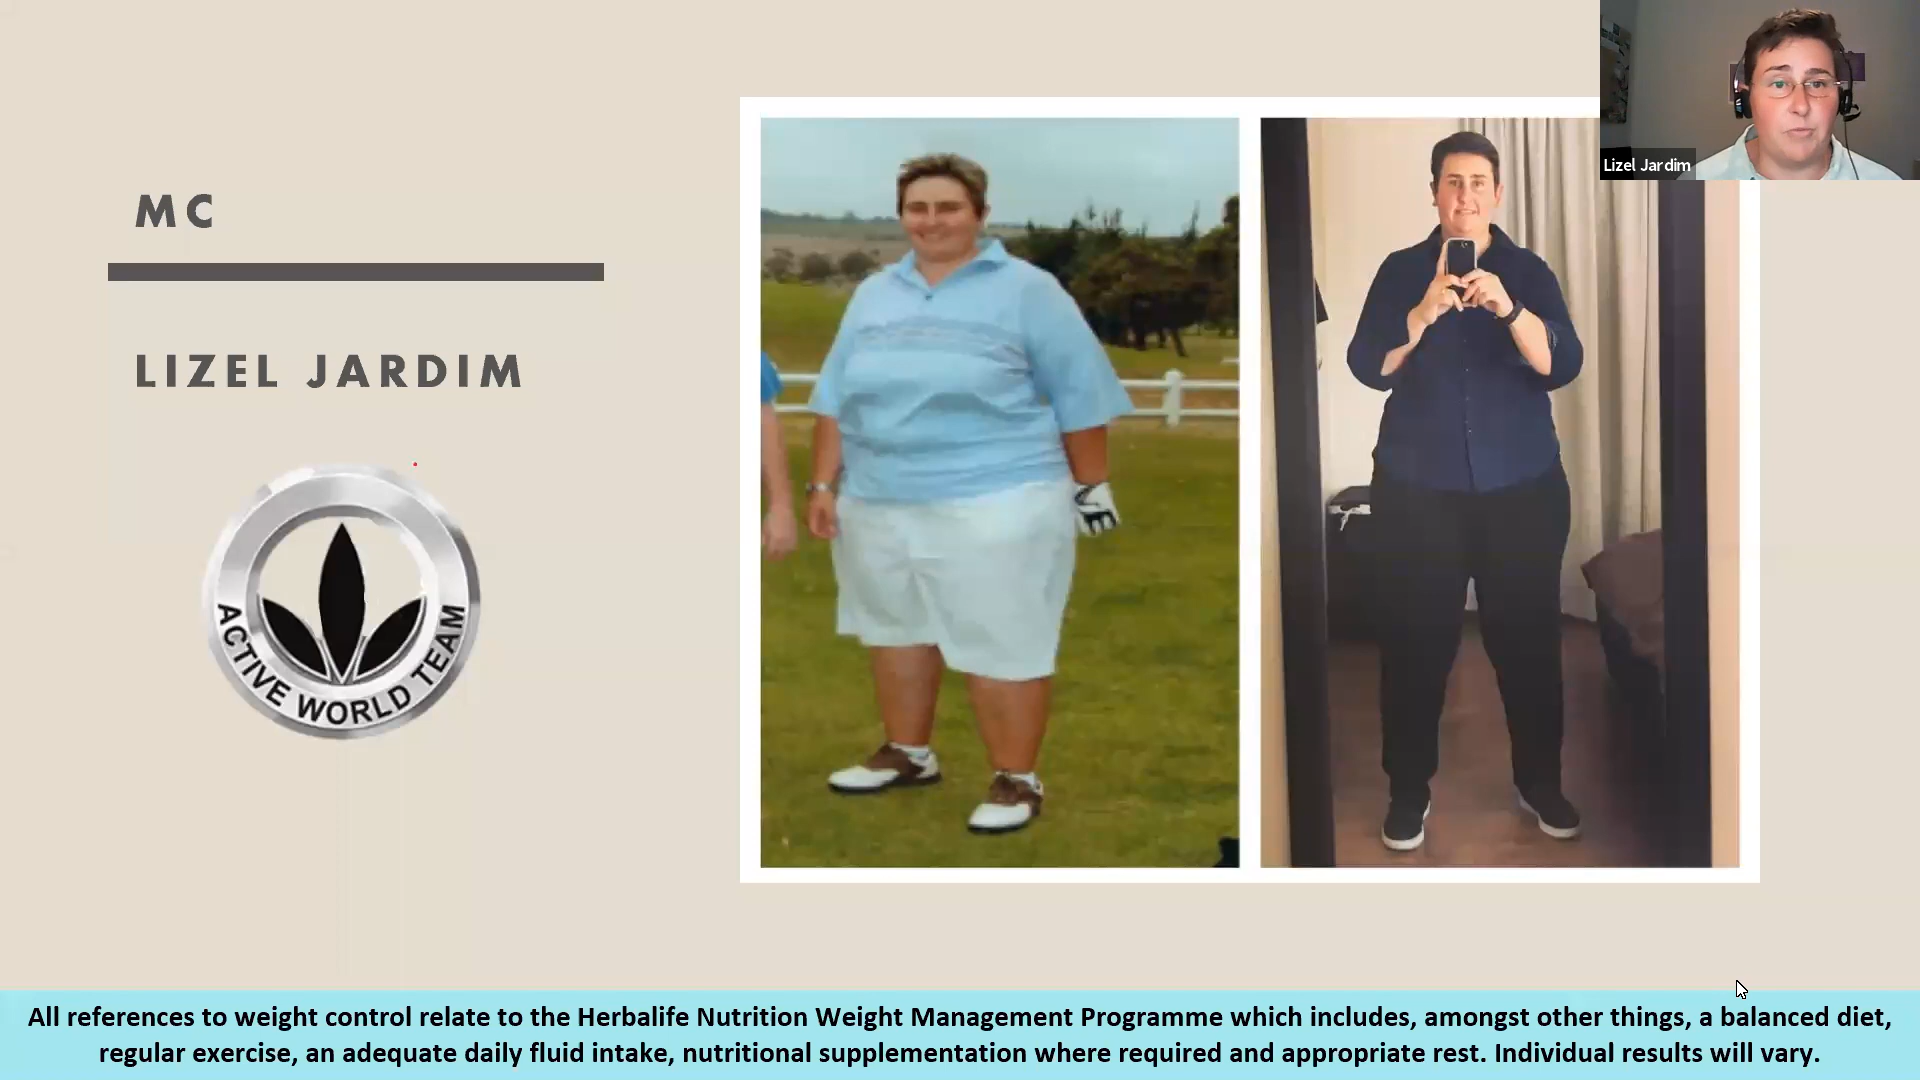 Lizel Jardim
MC
LIZEL JARDIM
ACTIVE WORLD TEAM
All references to weight control relate to the Herbalife Nutrition Weight Management Programme which includes, amongst other things, a balanced diet,
regular exercise, an adequate daily fluid intake, nutritional supplementation where required and appropriate rest. Individual results will vary.